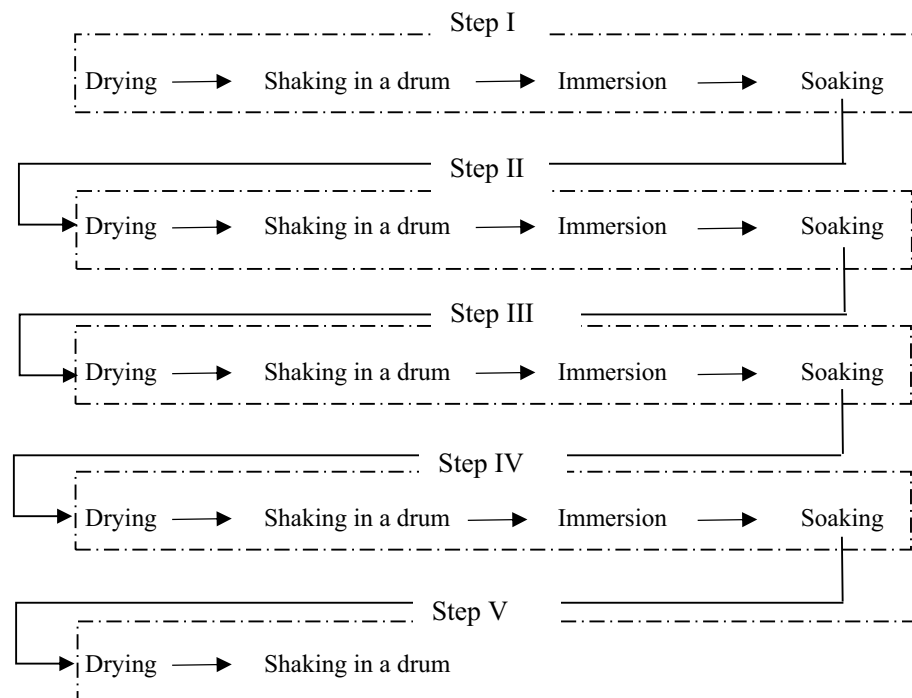 Step I
Drying Shaking in a drum Immersion Soaking
Step II
Drying Shaking in a drum Immersion Soaking
Step III
Drying Shaking in a drum Immersion Soaking
Step IV
Drying Shaking in a drum Immersion Soaking
Step V
Drying Shaking in a drum